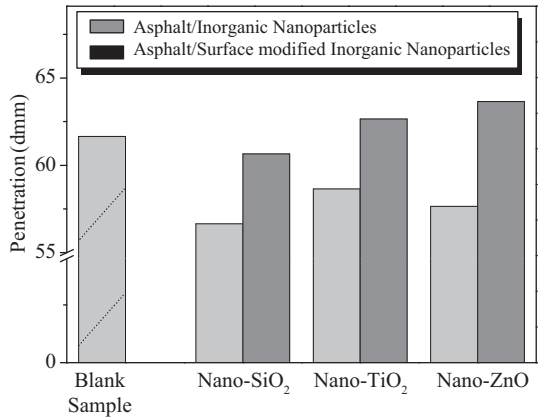 Asphalt/Inorganic Nanoparticles
Asphalt/Surface modified Inorganic Nanoparticles
Penetration (dmm)
65
60
55
0
Blank
Sample
Nano-SiO₂
Nano-TiO₂
Nano-ZnO